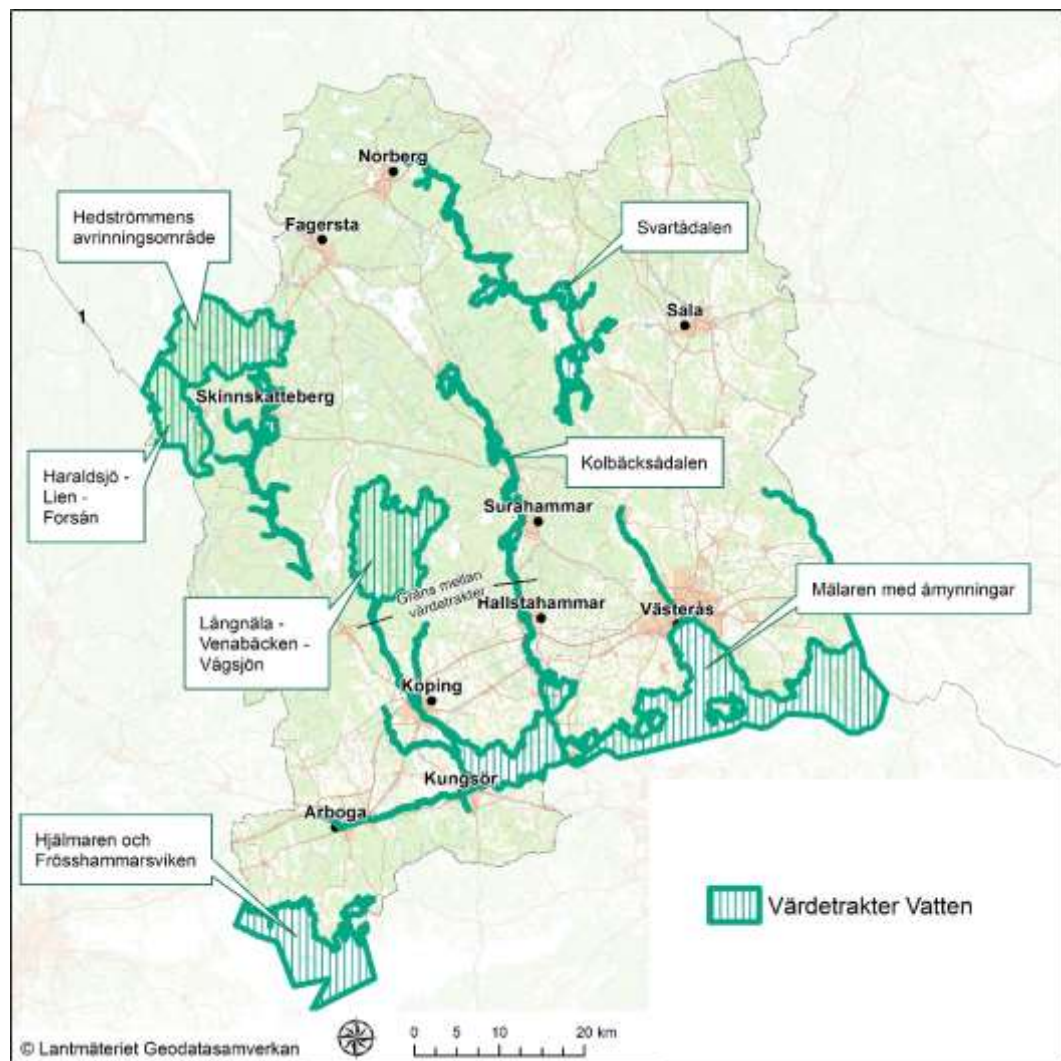 Norberg
Hedströmmens
avrinningsområde
Fagersta
Svartådalen
1
Sala
Skinnskatteberg
Haraldsjö -
Lien -
Forsån
Kolbäcksådalen
Surahammar
Gräns mellan
värdetrakter
Långnäla -
Venabäcken -
Vågsjön
Hallstahammar
Västerås
Mälaren med åmynningar
Köping
Kungsör
Arboga
Hjälmaren och
Frösshammarsviken
Värdetrakter Vatten
© Lantmäteriet Geodatasamverkan
0 5 10 20 km